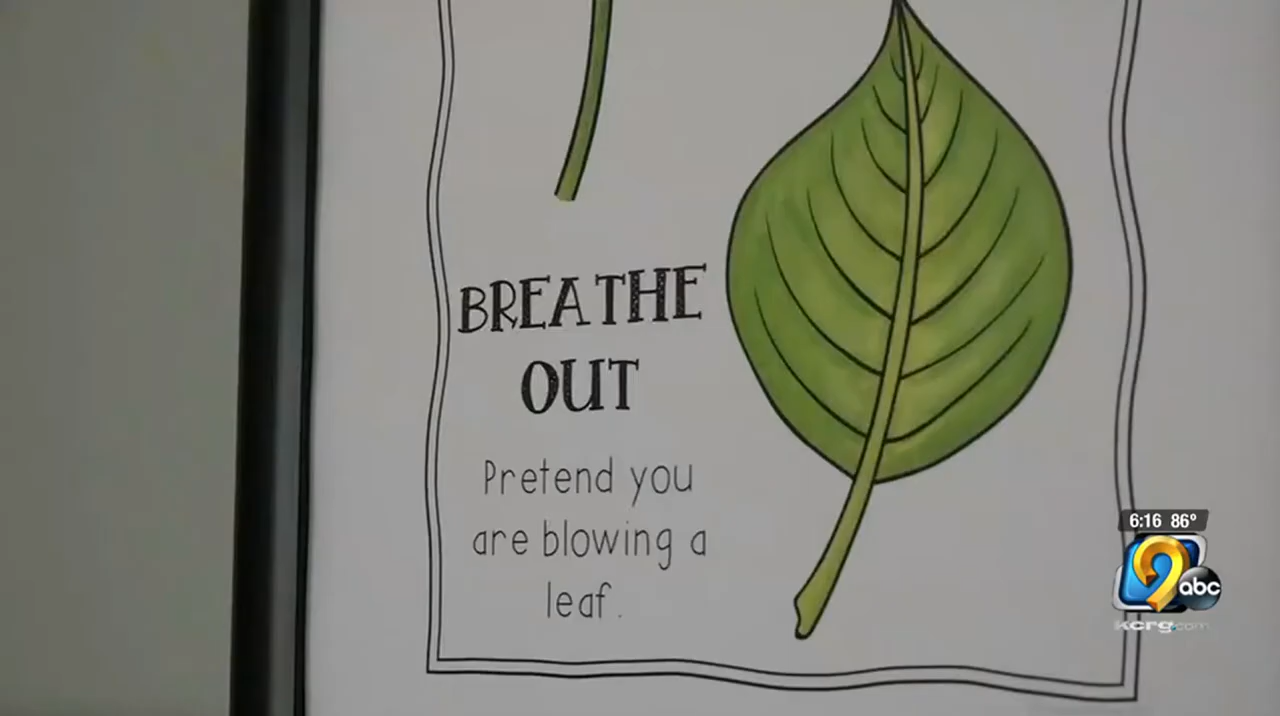 BREATHE
OUT
Pretend you
are blowing a
leaf.
6:16 86°
9
abc
kcrg.com